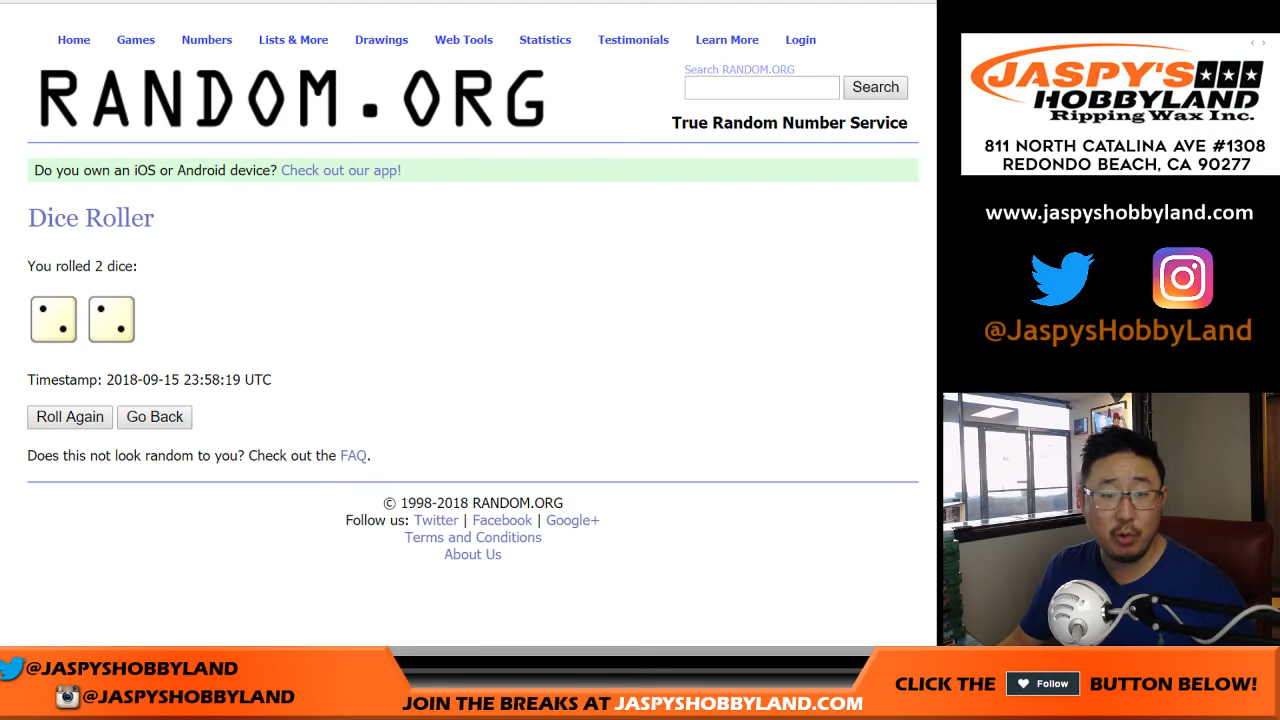 Home Games Numbers Lists & More Drawings Web Tools Statistics Testimonials Learn More Login
RANDOM.ORG
Search RANDOM.ORG
Search
True Random Number Service
Do you own an iOS or Android device? Check out our app!
Dice Roller
You rolled 2 dice:
Timestamp: 2018-09-15 23:58:19 UTC
Roll Again Go Back
Does this not look random to you? Check out the FAQ.
© 1998-2018 RANDOM.ORG
Follow us: Twitter | Facebook | Google+
Terms and Conditions
About Us
JASPY'S
HOBBYLAND
Ripping Wax Inc.
811 NORTH CATALINA AVE #1308
REDONDO BEACH, CA 90277
www.jaspyshobbyland.com
@JaspysHobbyLand
@JASPYSHOBBYLAND
@JASPYSHOBBYLAND
JOIN THE BREAKS AT JASPYSHOBBYLAND.COM
CLICK THE Follow BUTTON BELOW!